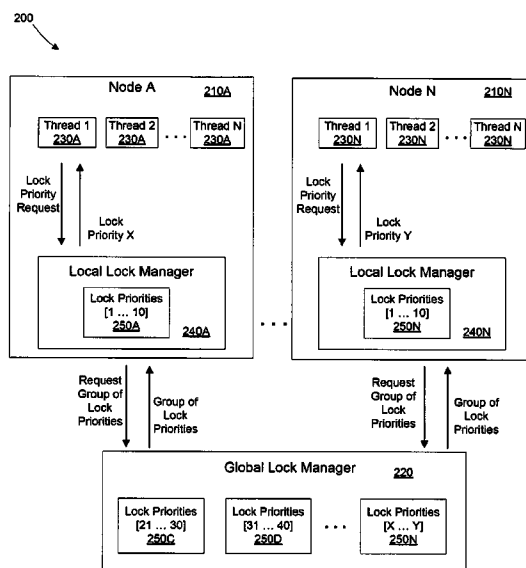 200
Node A 210A
Thread 1 Thread 2 . . . Thread N
230A 230A 230A
Lock
Priority
Request
Lock
Priority X
Local Lock Manager
Lock Priorities
[1 ... 10]
250A 240A
. . . .
Node N 210N
Thread 1 Thread 2 . . . Thread N
230N 230N 230N
Lock
Priority
Request
Lock
Priority Y
Local Lock Manager
Lock Priorities
[1 ... 10]
250N 240N
Request
Group of
Lock
Priorities
Group of
Lock
Priorities
Request
Group of
Lock
Priorities
Group of
Lock
Priorities
Global Lock Manager 220
Lock Priorities
[21 ... 30]
250C
Lock Priorities
[31 ... 40]
250D
. . .
Lock Priorities
[X ... Y]
250N